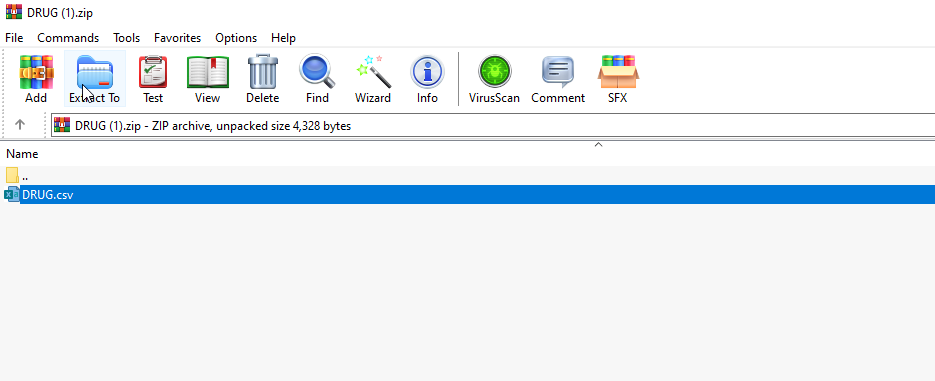 DRUG (1).zip
File Commands Tools Favorites Options Help
Add Extract To Test View Delete Find Wizard Info VirusScan Comment SFX
DRUG (1).zip - ZIP archive, unpacked size 4,328 bytes
Name
..
DRUG.csv